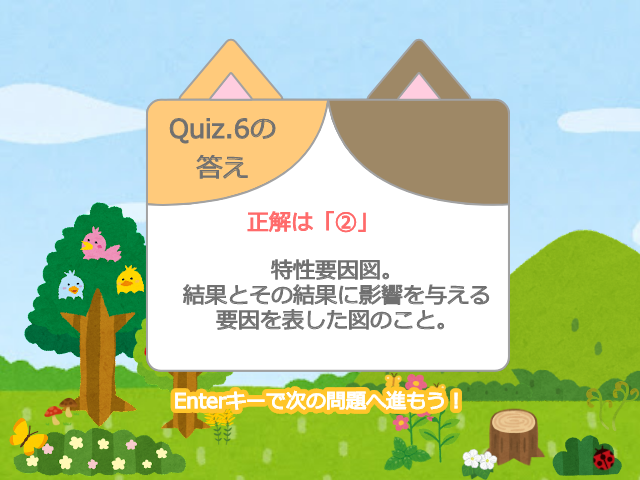 Quiz.6の
答え
正解は「②」
特性要因図。
結果とその結果に影響を与える
要因を表した図のこと。
Enterキーで次の問題へ進もう！